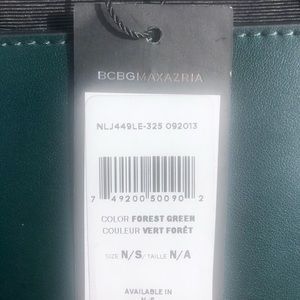 BCBGMAXAZRIA
NLJ449LE-325 092013
7 49200 50090 2
COLOR FOREST GREEN
COULEUR VERT FORÊT
SIZE N/S / TAILLE N/A
AVAILABLE IN